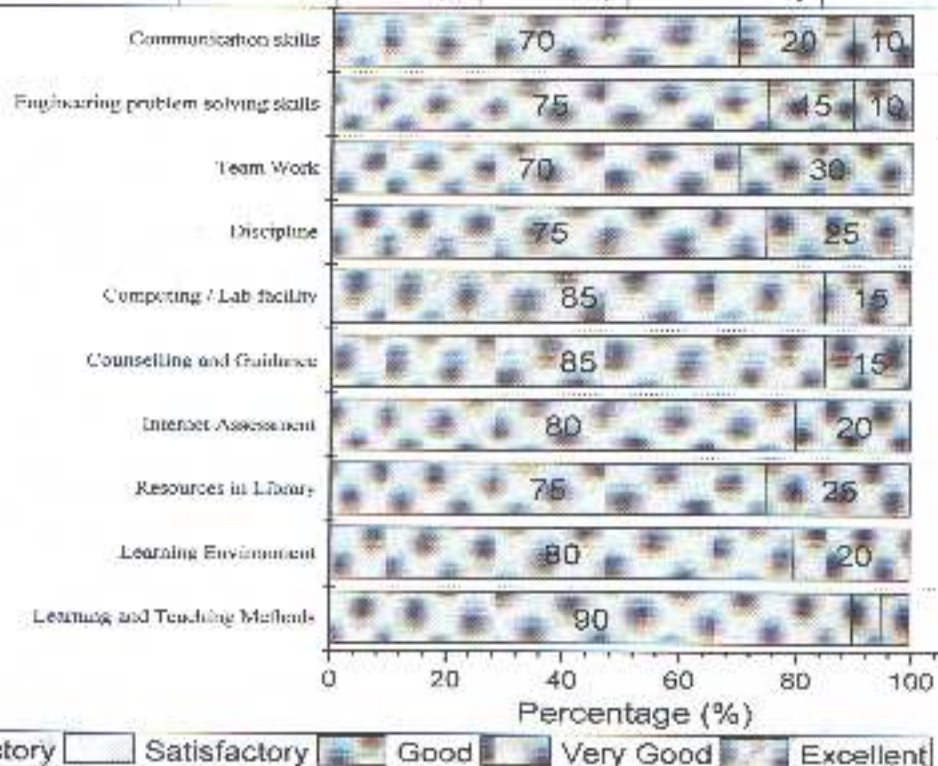 Communication skills 70 20 10
Engineering problem solving skills 75 15 10
Team Work 70 30
Discipline 75 25
Computing / Lab facility 85 15
Counselling and Guidance 85 15
Internet Assessment 80 20
Resources in Library 75 25
Learning Environment 80 20
Learning and Teaching Methods 90
0 20 40 60 80 100
Percentage (%)
ctory Satisfactory Good Very Good Excellent